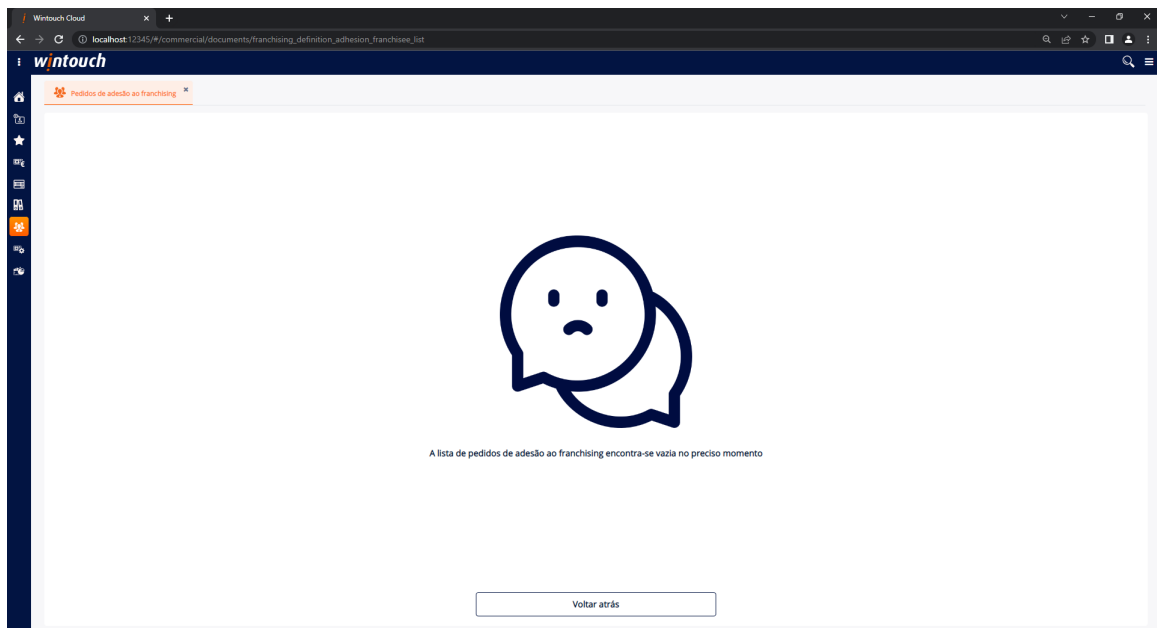 Wintouch Cloud
localhost:12345/#/commercial/documents/franchising_definition_adhesion_franchisee_list
wintouch
Pedidos de adesão ao franchising
A lista de pedidos de adesão ao franchising encontra-se vazia no preciso momento
Voltar atrás